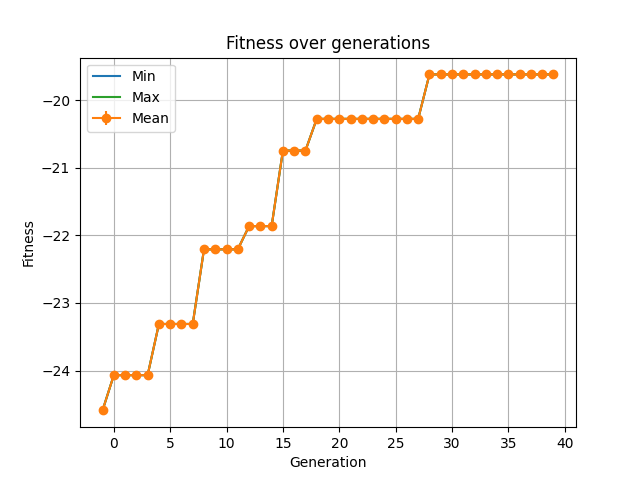 Fitness over generations
Min
Max
Mean
Fitness
−20
−21
−22
−23
−24
0 5 10 15 20 25 30 35 40
Generation